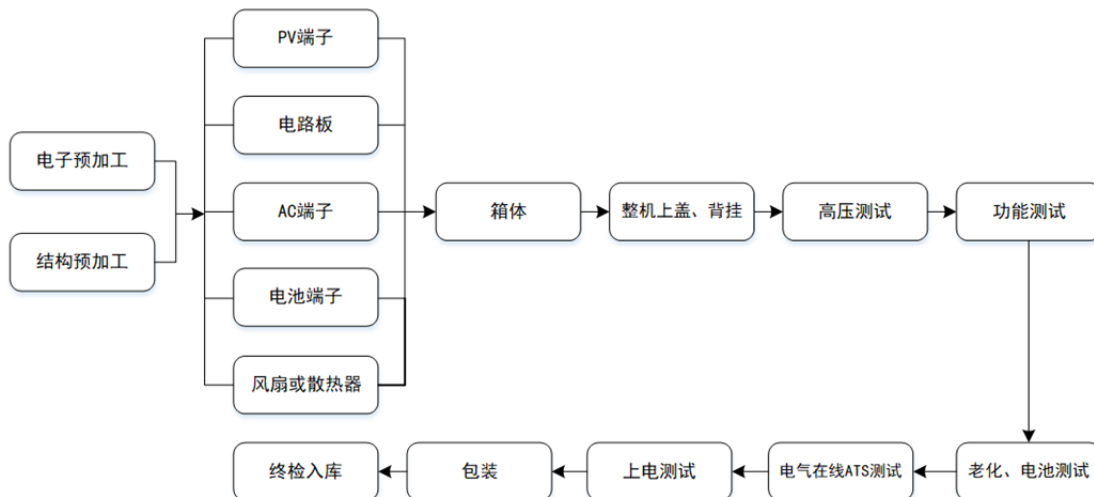 电子预加工
结构预加工
PV端子
电路板
AC端子
电池端子
风扇或散热器
箱体
整机上盖、背挂
高压测试
功能测试
老化、电池测试
电气在线ATS测试
上电测试
包装
终检入库